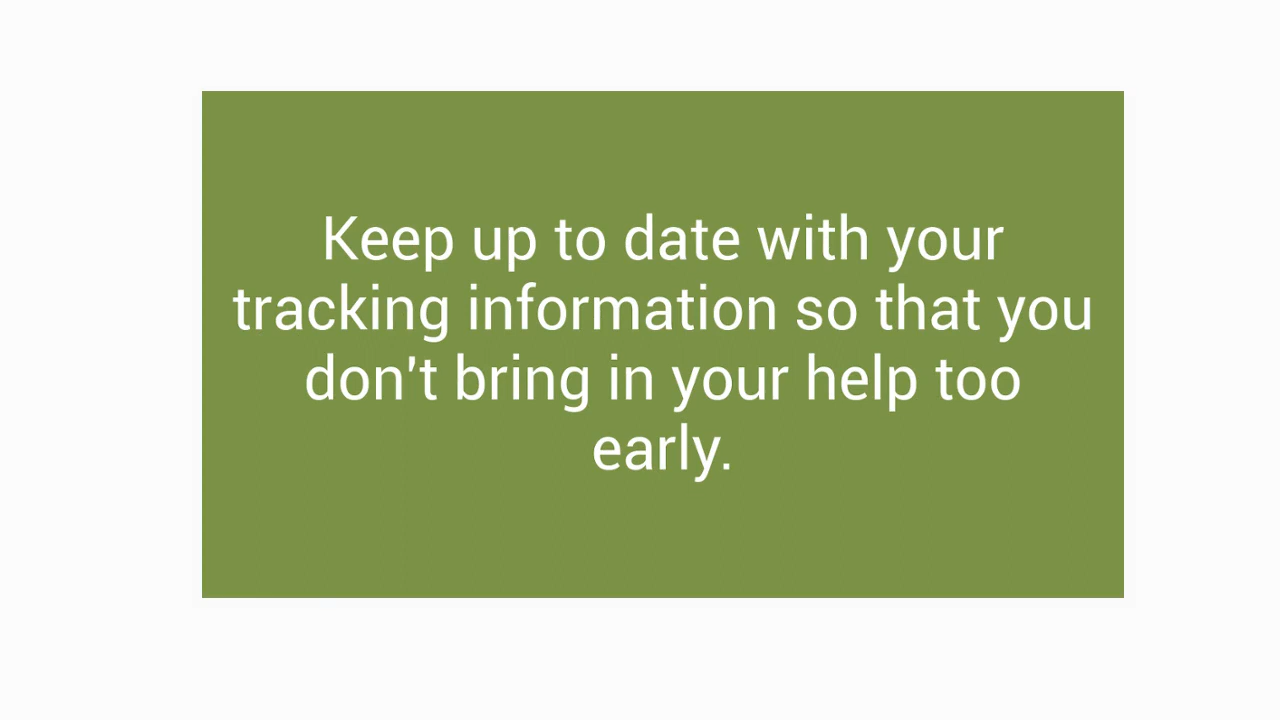 Keep up to date with your
tracking information so that you
don't bring in your help too
early.